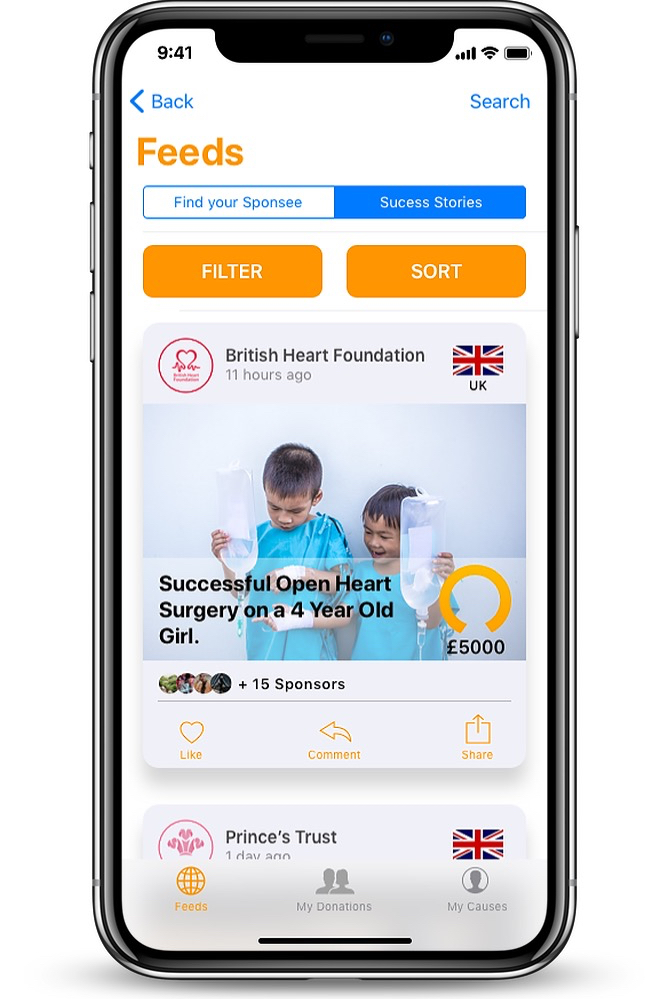 9:41
Back
Search
Feeds
Find your Sponsee
Sucess Stories
FILTER
SORT
British Heart Foundation
11 hours ago
British Heart
Foundation
UK
Successful Open Heart
Surgery on a 4 Year Old
Girl.
£5000
+ 15 Sponsors
Like
Comment
Share
Prince's Trust
1 day ago
Feeds
My Donations
My Causes